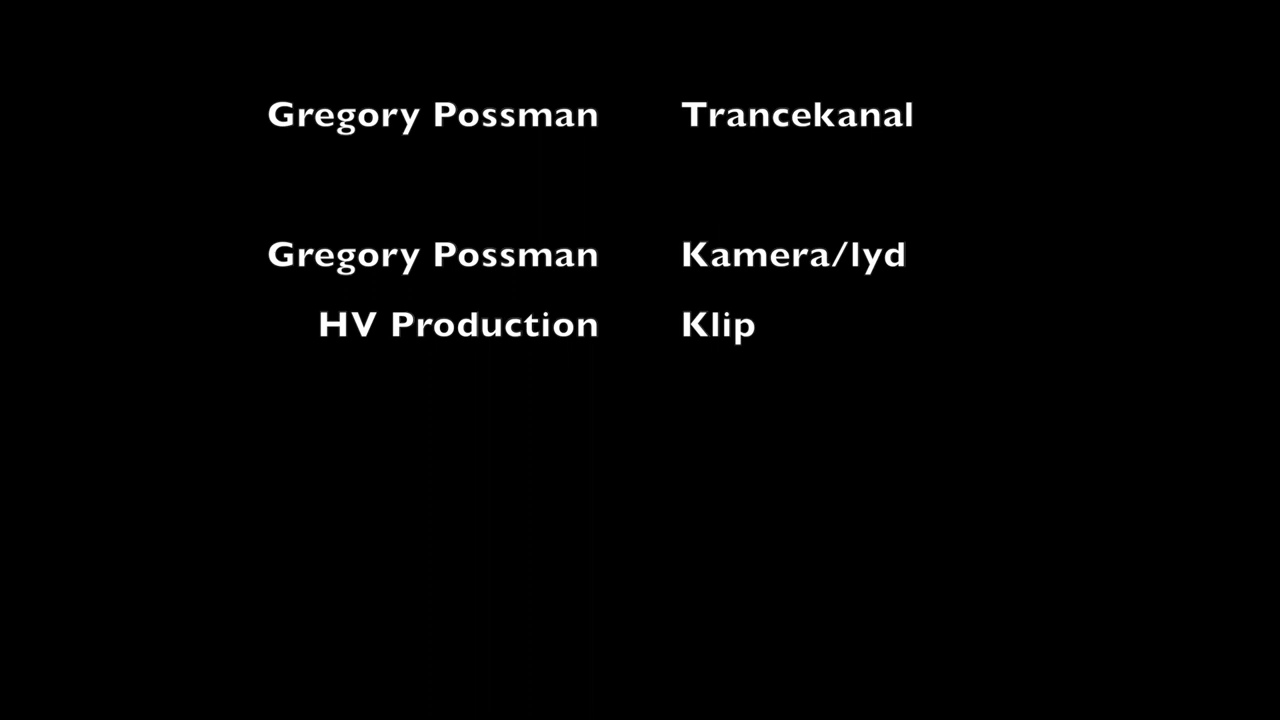 Gregory Possman Trancekanal
Gregory Possman Kamera/lyd
HV Production Klip